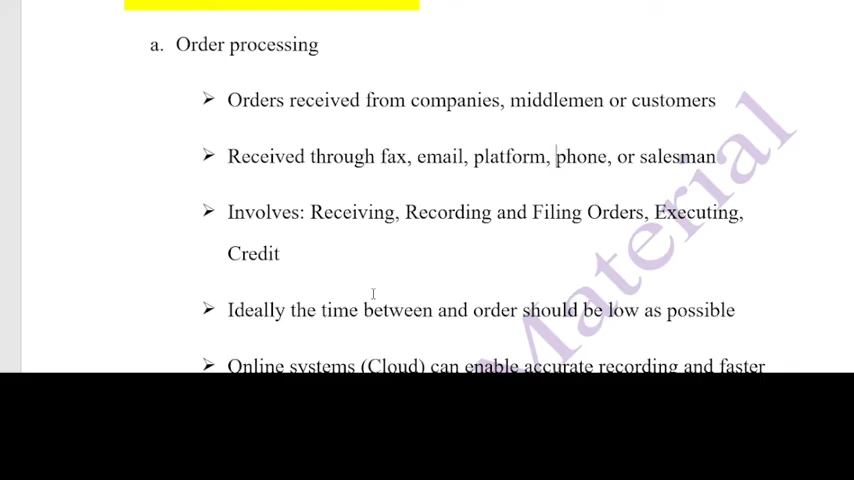 a. Order processing
➢ Orders received from companies, middlemen or customers
➢ Received through fax, email, platform, phone, or salesman
➢ Involves: Receiving, Recording and Filing Orders, Executing,
Credit
➢ Ideally the time between and order should be low as possible
➢ Online systems (Cloud) can enable accurate recording and faster
Material